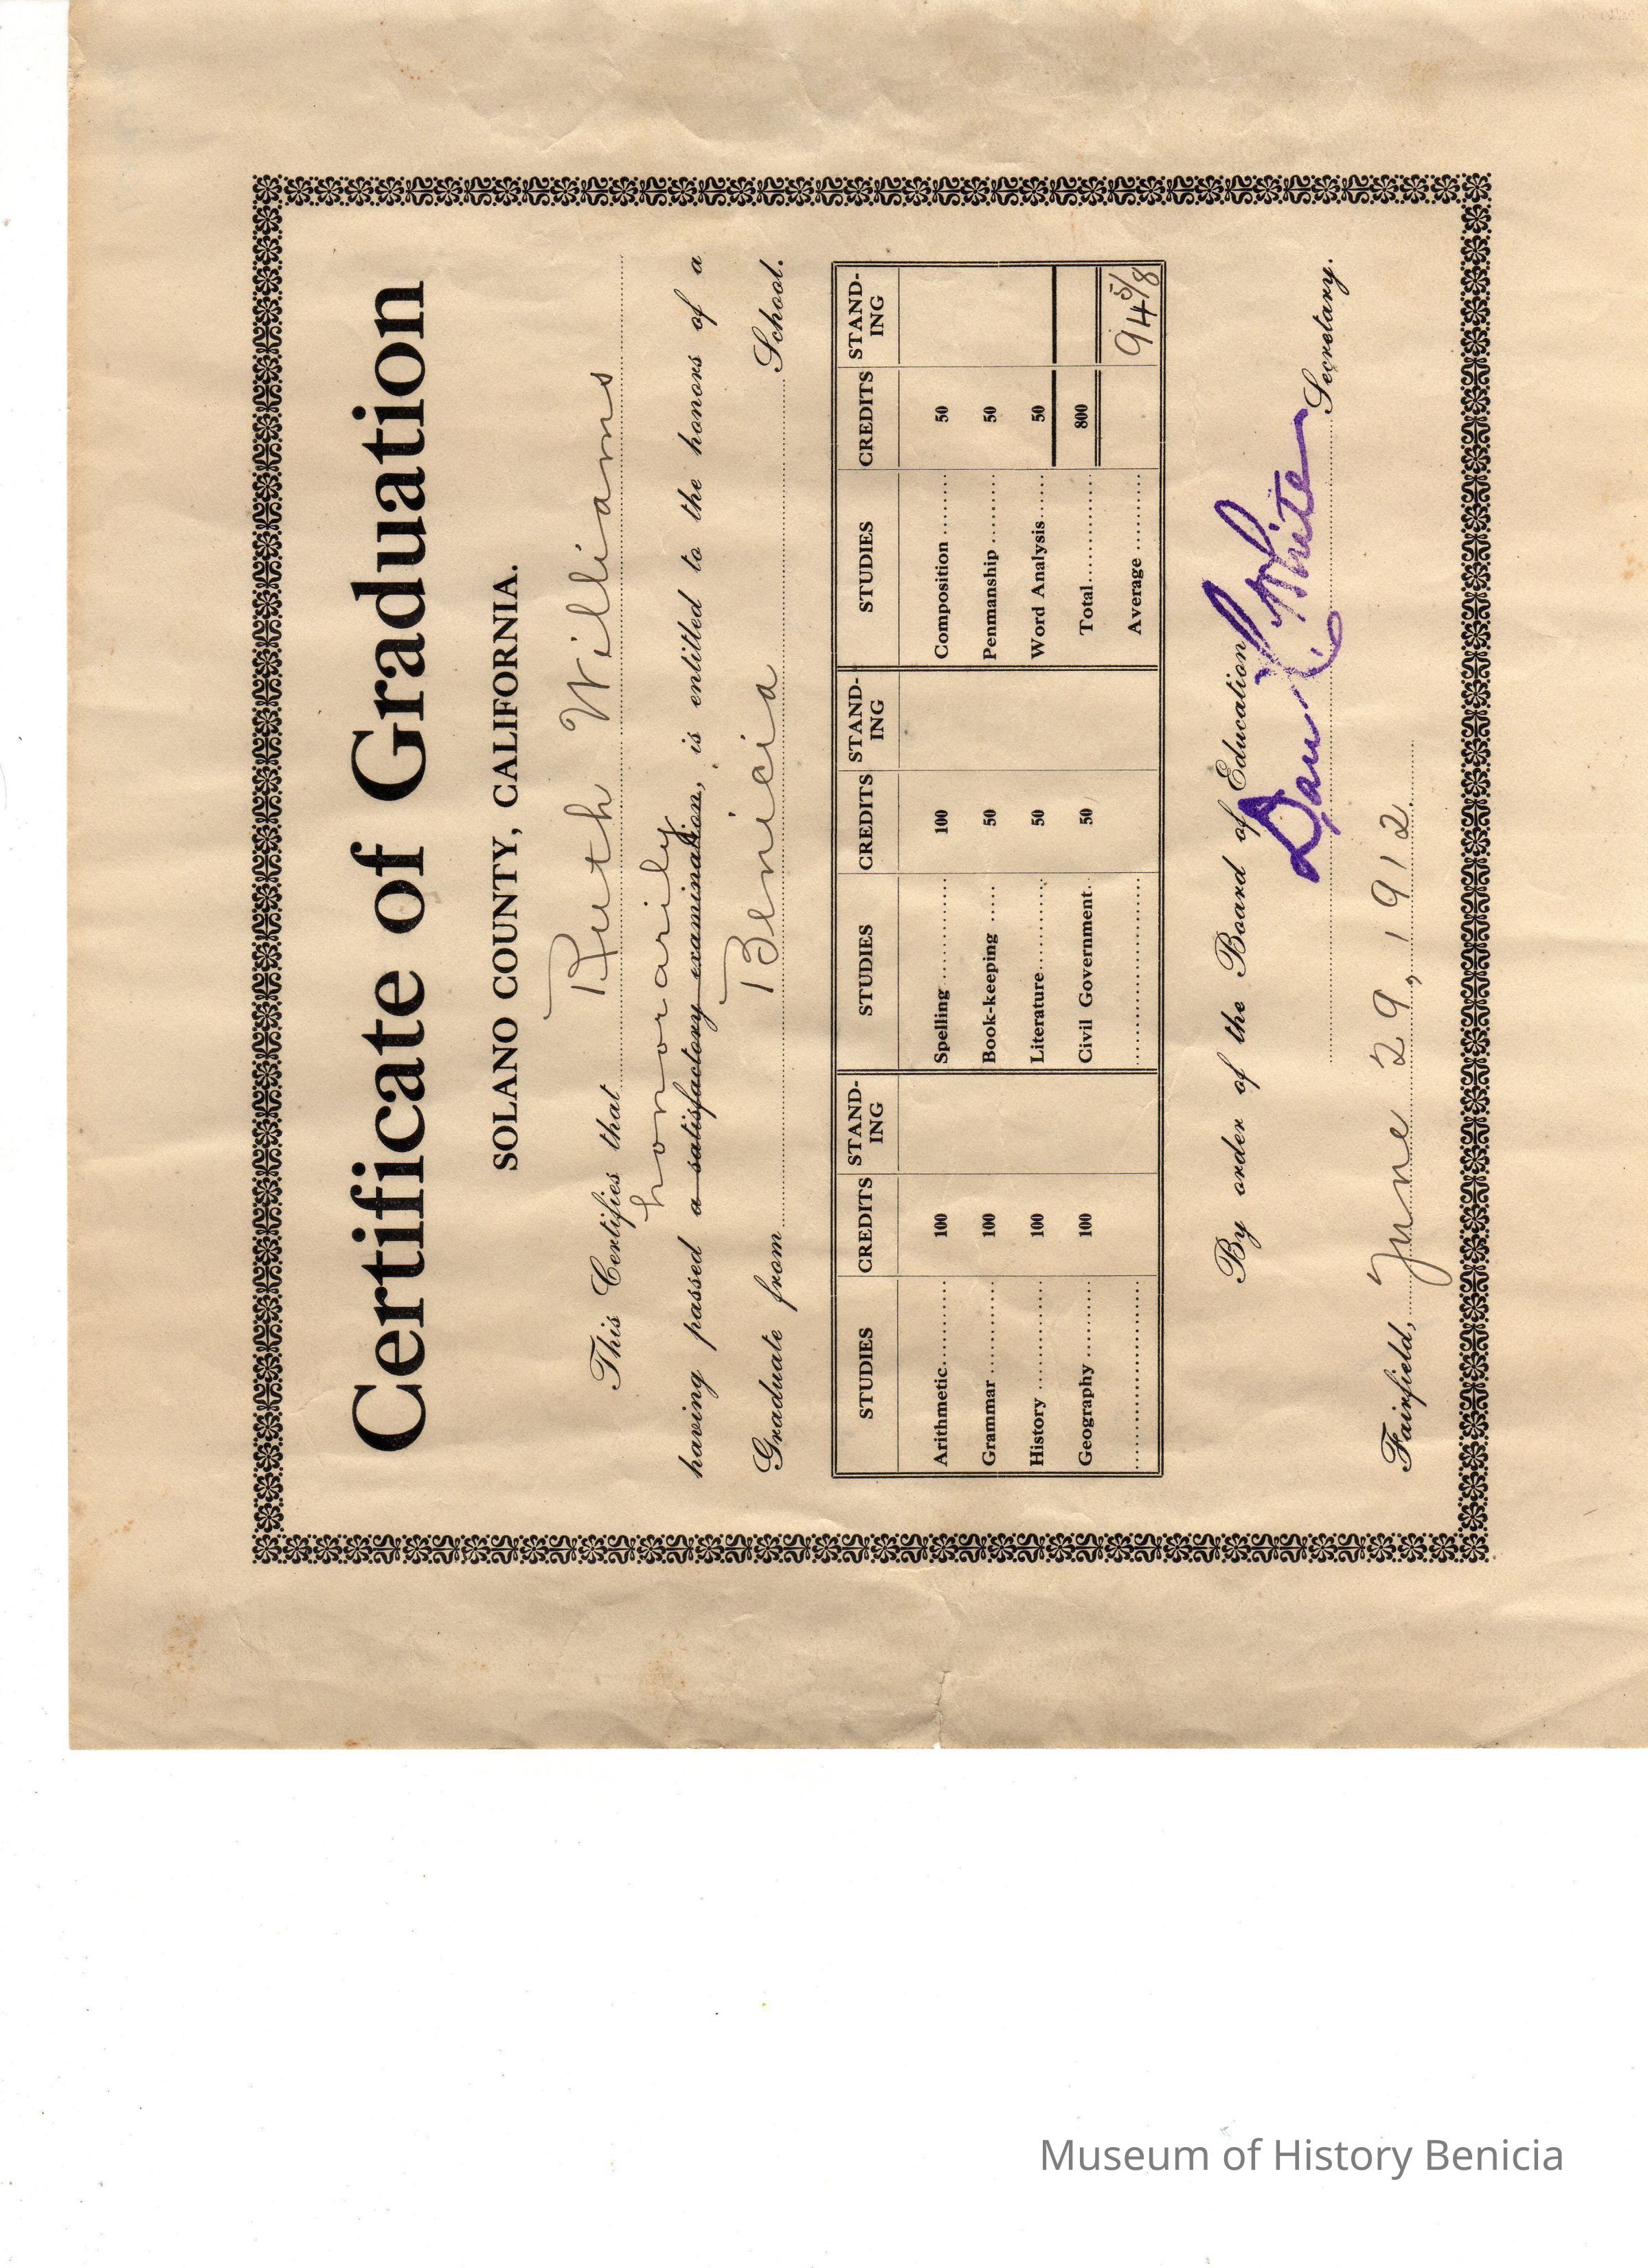 Certificate of Graduation
SOLANO COUNTY, CALIFORNIA.
This Certifies that Ruth Williams
honorarily
having passed a satisfactory examination, is entitled to the honors of a
Graduate from Benicia School.
STUDIES CREDITS STAND-ING STUDIES CREDITS STAND-ING STUDIES CREDITS STAND-ING
Arithmetic 100 Spelling 100 Composition 50
Grammar 100 Book-keeping 50 Penmanship 50
History 100 Literature 50 Word Analysis 50
Geography 100 Civil Government 50 Total 800
Average 94 5/8
By order of the Board of Education
Dan H. White Secretary.
Fairfield, June 29, 1912.
Museum of History Benicia